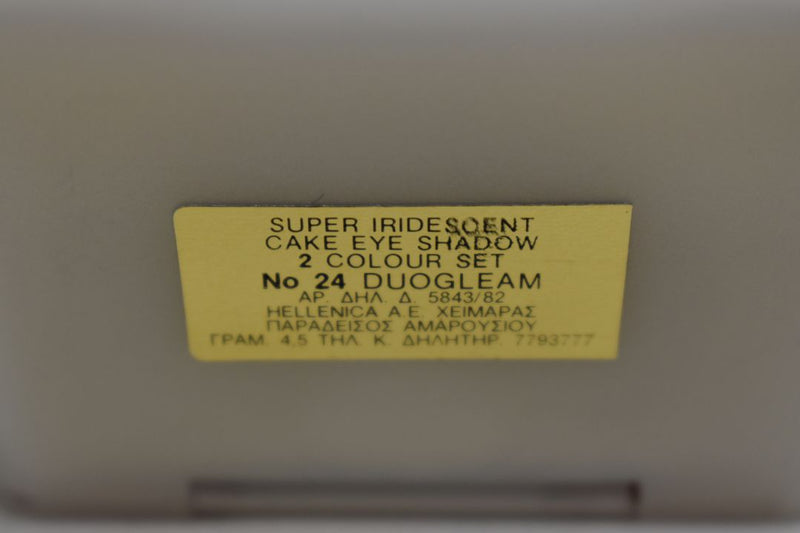 SUPER IRIDESCENT
CAKE EYE SHADOW
2 COLOUR SET
No 24 DUOGLEAM
ΑΡ. ΔΗΛ. Δ. 5843/82
HELLENICA A.E. ΧΕΙΜΑΡΑΣ
ΠΑΡΑΔΕΙΣΟΣ ΑΜΑΡΟΥΣΙΟΥ
ΓΡΑΜ. 4,5 ΤΗΛ. Κ. ΔΗΛΗΤΗΡ. 7793777